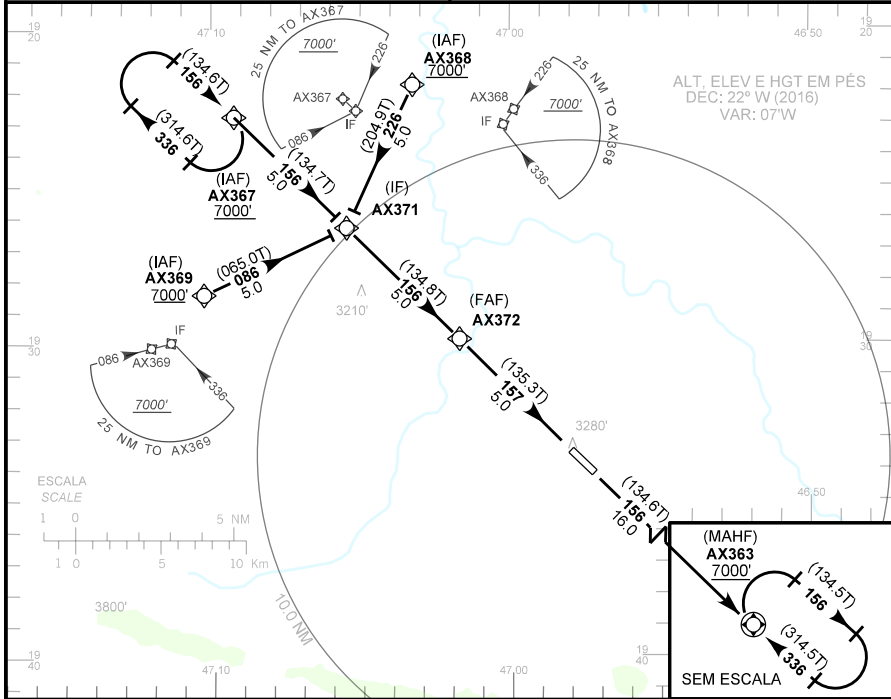 47 10
47 00
46 50
19
20
19
20
25 NM TO AX367
7000'
226
AX367
IF
086
(IAF)
AX368
7000'
25 NM TO AX368
226
AX368
7000'
IF
336
ALT, ELEV E HGT EM PÉS
DEC: 22º W (2016)
VAR: 07'W
(134.6T)
156
(314.6T)
336
(IAF)
AX367
7000'
(134.7T)
156
5.0
(204.9T)
226
5.0
(IF)
AX371
(IAF)
AX369
7000'
(065.0T)
086
5.0
3210'
(134.8T)
156
5.0
(FAF)
AX372
19
30
19
30
086
IF
AX369
336
7000'
25 NM TO AX369
(135.3T)
157
5.0
3280'
ESCALA
SCALE
1 0 5 NM
1 0 5 10 Km
46,50
(134.6T)
156
16.0
(MAHF)
AX363
7000'
(134.5T)
156
(314.5T)
336
SEM ESCALA
3800'
10.0 NM
19
40
19
40
47,10
47,00